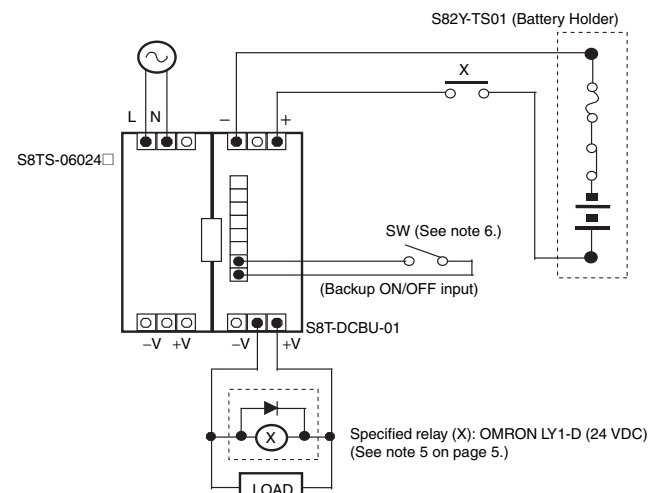 S82Y-TS01 (Battery Holder)
X
L N
− +
S8TS-06024□
SW (See note 6.)
(Backup ON/OFF input)
S8T-DCBU-01
−V +V −V +V
X
Specified relay (X): OMRON LY1-D (24 VDC)
(See note 5 on page 5.)
LOAD